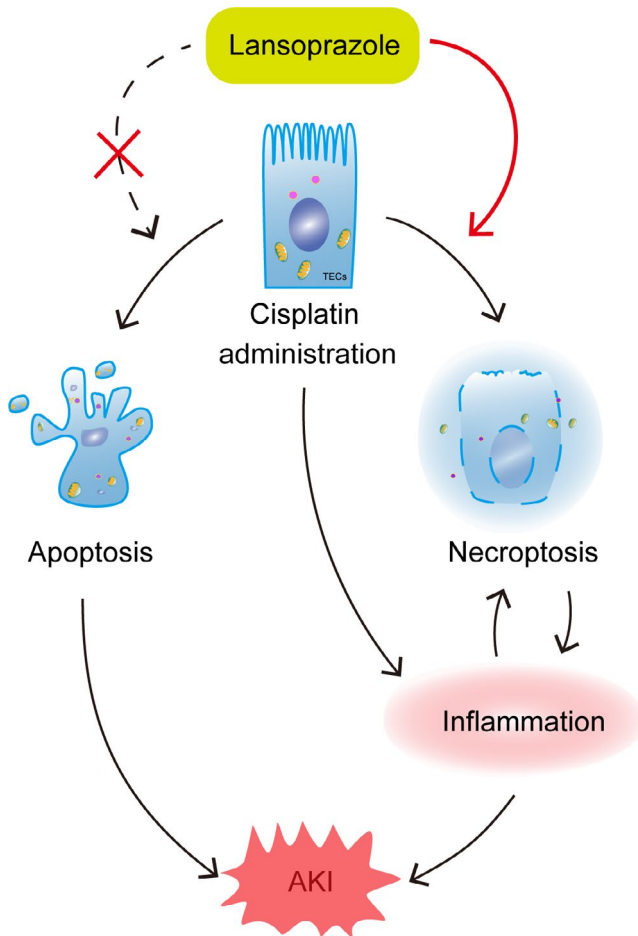 Lansoprazole
TECs
Cisplatin
administration
Apoptosis
Necroptosis
Inflammation
AKI